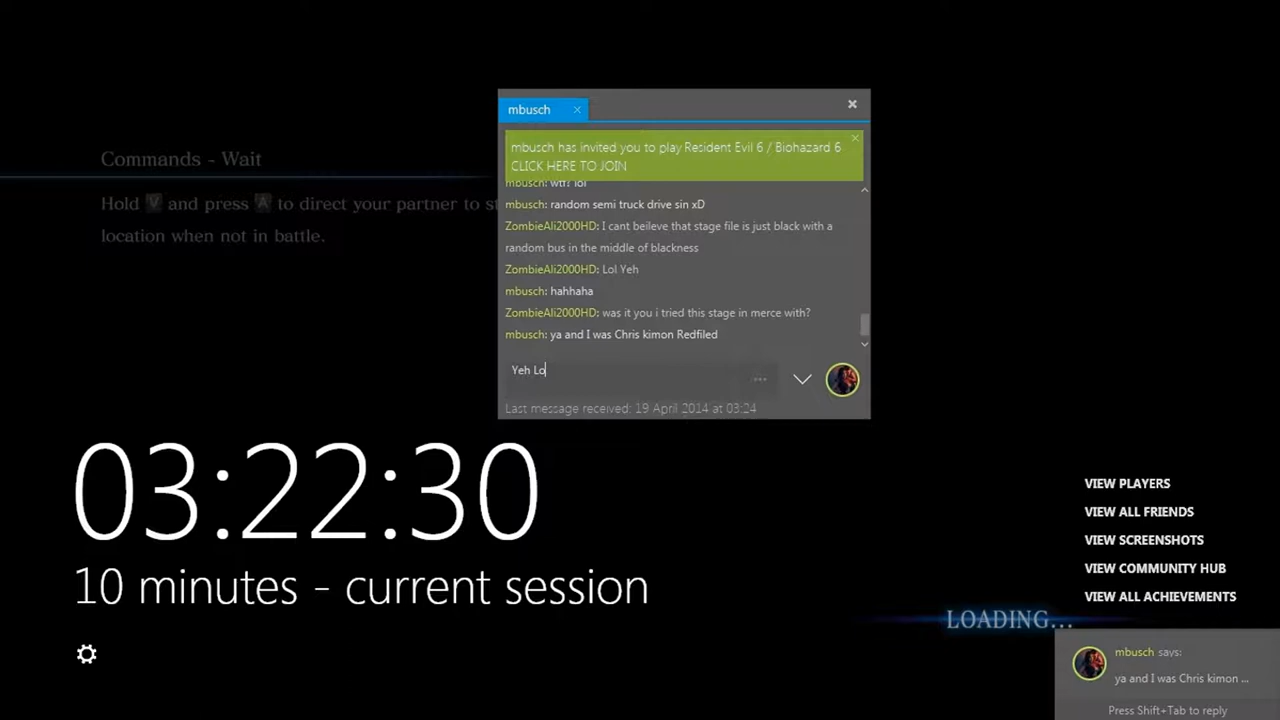 mbusch
mbusch has invited you to play Resident Evil 6 / Biohazard 6
CLICK HERE TO JOIN
mbusch: wtf? lol
mbusch: random semi truck drive sin xD
ZombieAli2000HD: I cant beileve that stage file is just black with a
random bus in the middle of blackness
ZombieAli2000HD: Lol Yeh
mbusch: hahhaha
ZombieAli2000HD: was it you i tried this stage in merce with?
mbusch: ya and I was Chris kimon Redfiled
Yeh Lo
Last message received: 19 April 2014 at 03:24
Commands - Wait
Hold V and press A to direct your partner to st
location when not in battle.
03:22:30
10 minutes - current session
VIEW PLAYERS
VIEW ALL FRIENDS
VIEW SCREENSHOTS
VIEW COMMUNITY HUB
VIEW ALL ACHIEVEMENTS
LOADING...
mbusch says:
ya and I was Chris kimon ...
Press Shift+Tab to reply